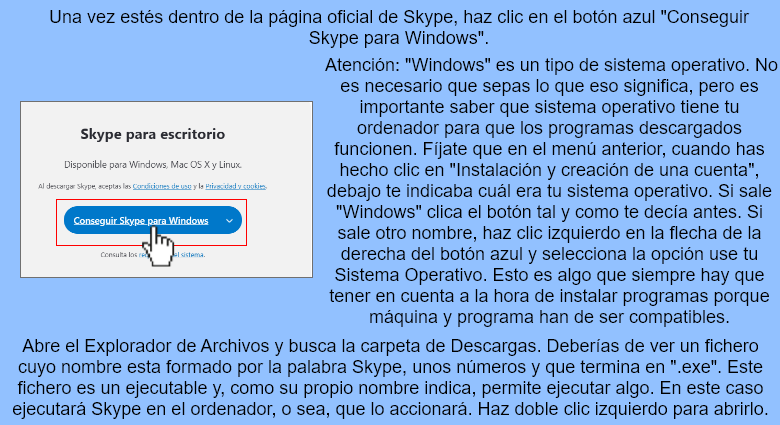 Una vez estés dentro de la página oficial de Skype, haz clic en el botón azul "Conseguir
Skype para Windows".
Atención: "Windows" es un tipo de sistema operativo. No
es necesario que sepas lo que eso significa, pero es
importante saber que sistema operativo tiene tu
ordenador para que los programas descargados
funcionen. Fíjate que en el menú anterior, cuando has
hecho clic en "Instalación y creación de una cuenta",
debajo te indicaba cuál era tu sistema operativo. Si sale
"Windows" clica el botón tal y como te decía antes. Si
sale otro nombre, haz clic izquierdo en la flecha de la
derecha del botón azul y selecciona la opción use tu
Sistema Operativo. Esto es algo que siempre hay que
tener en cuenta a la hora de instalar programas porque
máquina y programa han de ser compatibles.
Skype para escritorio
Disponible para Windows, Mac OS X y Linux.
Al descargar Skype, aceptas las Condiciones de uso y la Privacidad y cookies.
Conseguir Skype para Windows
Consulta los el sistema.
Abre el Explorador de Archivos y busca la carpeta de Descargas. Deberías de ver un fichero
cuyo nombre esta formado por la palabra Skype, unos números y que termina en ".exe". Este
fichero es un ejecutable y, como su propio nombre indica, permite ejecutar algo. En este caso
ejecutará Skype en el ordenador, o sea, que lo accionará. Haz doble clic izquierdo para abrirlo.